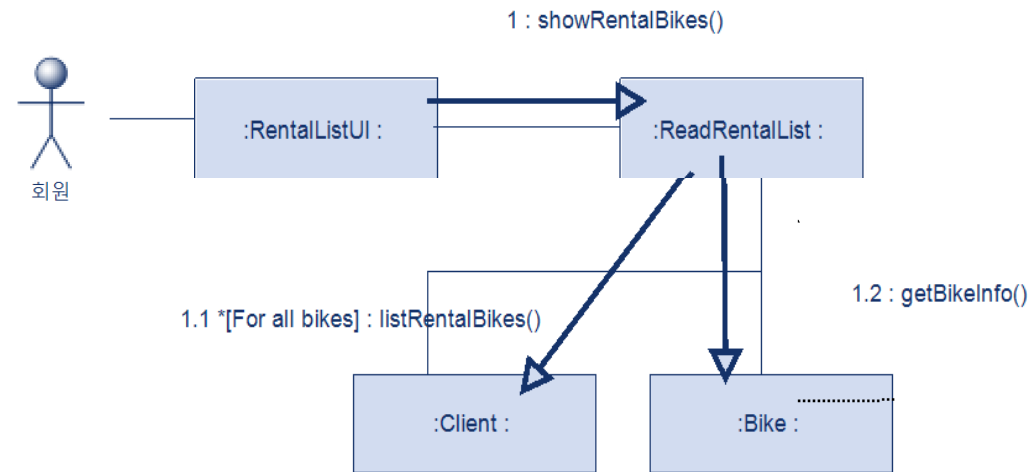 1 : showRentalBikes()
:RentalListUI :
:ReadRentalList :
회원
1.2 : getBikeInfo()
1.1 *[For all bikes] : listRentalBikes()
:Client :
:Bike :